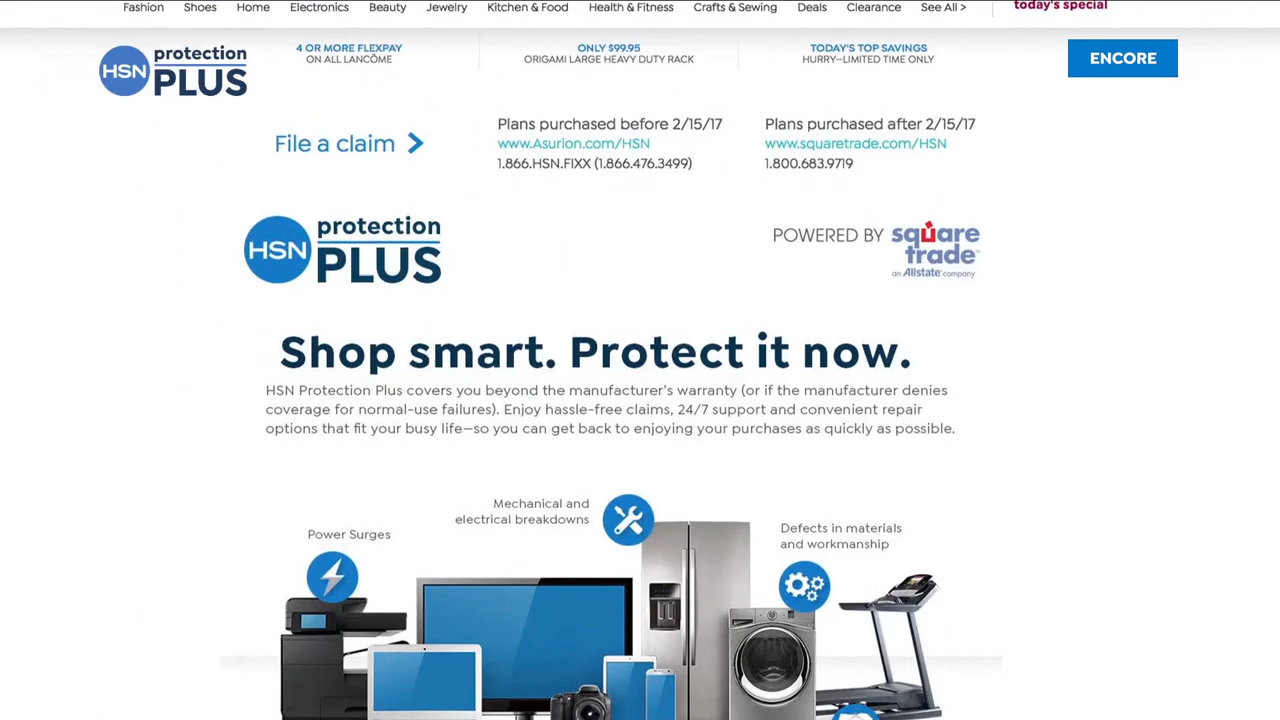 Fashion Shoes Home Electronics Beauty Jewelry Kitchen & Food Health & Fitness Crafts & Sewing Deals Clearance See All >
today's special
HSN protection PLUS
4 OR MORE FLEXPAY
ON ALL LANCÔME
ONLY $99.95
ORIGAMI LARGE HEAVY DUTY RACK
TODAY'S TOP SAVINGS
HURRY–LIMITED TIME ONLY
ENCORE
File a claim >
Plans purchased before 2/15/17
www.Asurion.com/HSN
1.866.HSN.FIXX (1.866.476.3499)
Plans purchased after 2/15/17
www.squaretrade.com/HSN
1.800.683.9719
HSN protection PLUS
POWERED BY square trade
an Allstate company
Shop smart. Protect it now.
HSN Protection Plus covers you beyond the manufacturer's warranty (or if the manufacturer denies
coverage for normal-use failures). Enjoy hassle-free claims, 24/7 support and convenient repair
options that fit your busy life—so you can get back to enjoying your purchases as quickly as possible.
Mechanical and
electrical breakdowns
Power Surges
Defects in materials
and workmanship